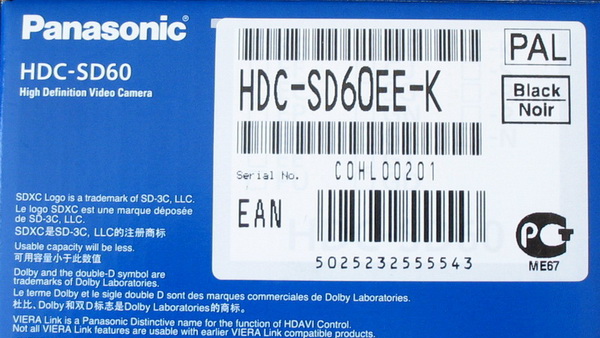 Panasonic®
HDC-SD60
High Definition Video Camera
SDXC Logo is a trademark of SD-3C, LLC.
Le logo SDXC est une marque déposée
de SD-3C, LLC.
SDXC是SD-3C, LLC的注册商标
Usable capacity will be less.
可用容量小于此数值
Dolby and the double-D symbol are
trademarks of Dolby Laboratories.
Le terme Dolby et le sigle double D sont des marques commerciales de Dolby Laboratories.
杜比、Dolby和双D标志是Dolby Laboratories的商标。
VIERA Link is a Panasonic Distinctive name for the function of HDAVI Control.
Not all VIERA Link features are usable with earlier VIERA Link compatible products.
HDC-SD60EE-K
Serial No. C0HL00201
EAN
5025232555543
PAL
Black
Noir
PCT
ME67